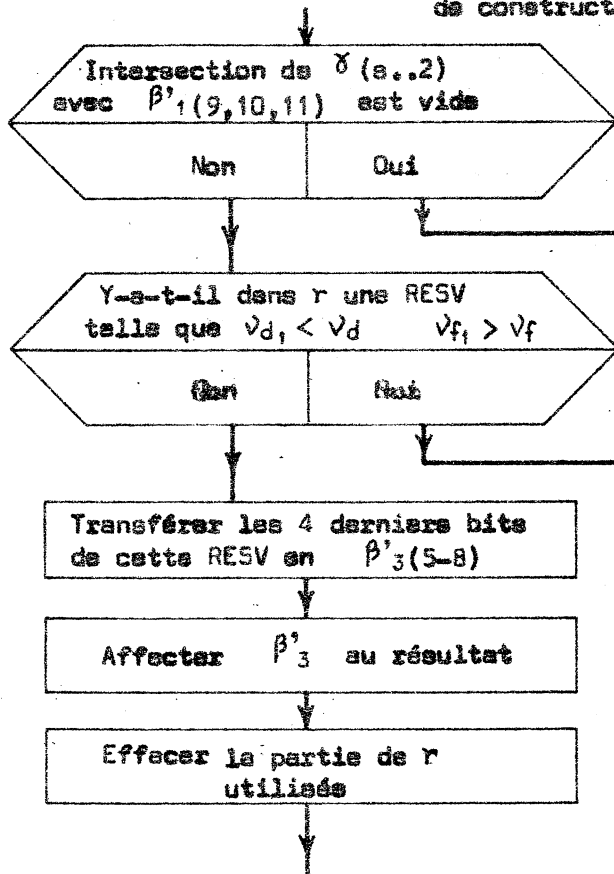 de construct
Intersection de γ (a..2)
avec β'1(9,10,11) est vide
Non Oui
Y-a-t-il dans r une RESV
telle que νd1 < νd νf1 > νf
Transférer les 4 derniers bits
de cette RESV en β'3(5-8)
Affecter β'3 au résultat
Effacer la partie de r
utilisée